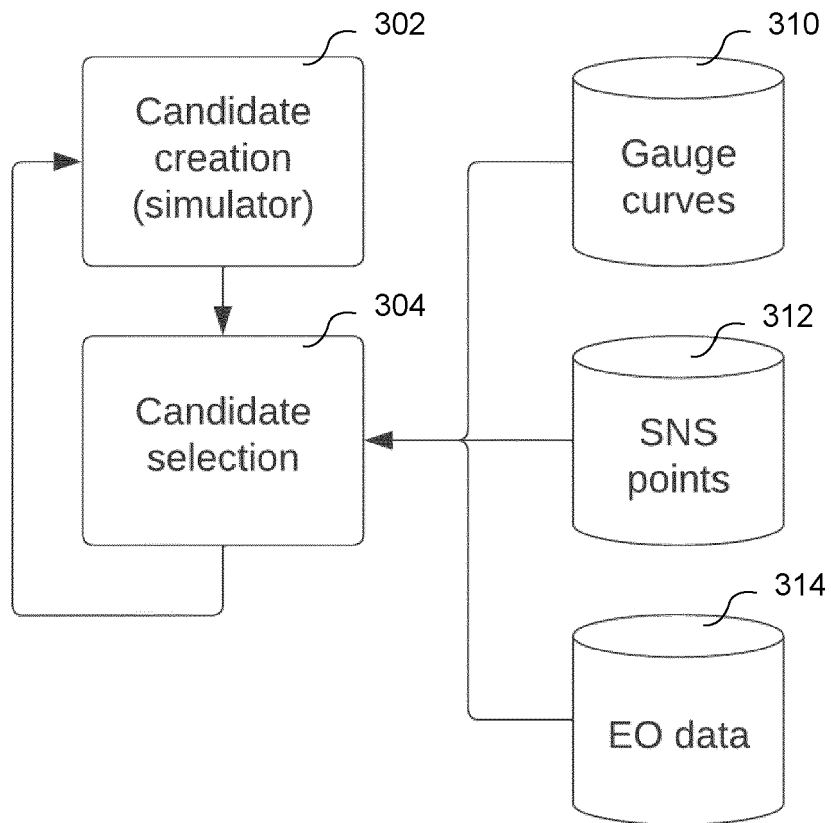 302
Candidate
creation
(simulator)
304
Candidate
selection
310
Gauge
curves
312
SNS
points
314
EO data